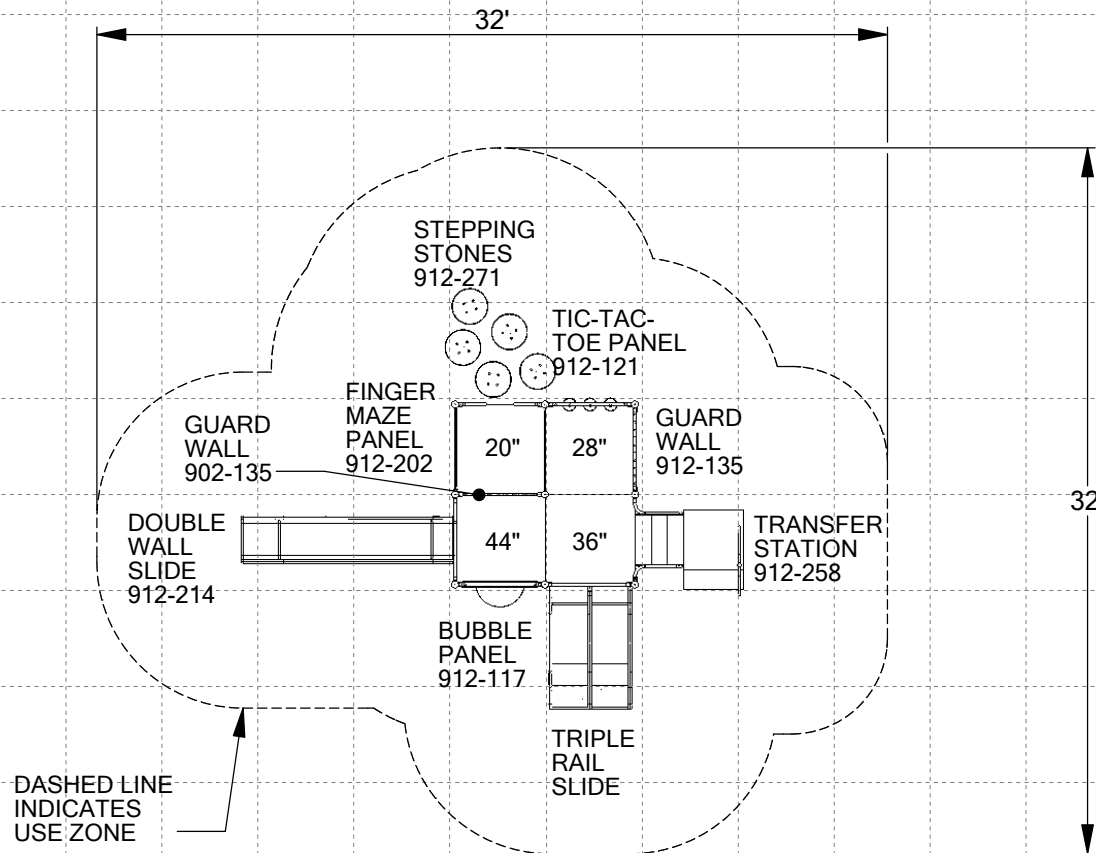 32'
STEPPING
STONES
912-271
TIC-TAC-
TOE PANEL
912-121
FINGER
MAZE
PANEL
912-202
GUARD
WALL
902-135
GUARD
WALL
912-135
20"
28"
32
DOUBLE
WALL
SLIDE
912-214
44"
36"
TRANSFER
STATION
912-258
BUBBLE
PANEL
912-117
TRIPLE
RAIL
SLIDE
DASHED LINE
INDICATES
USE ZONE